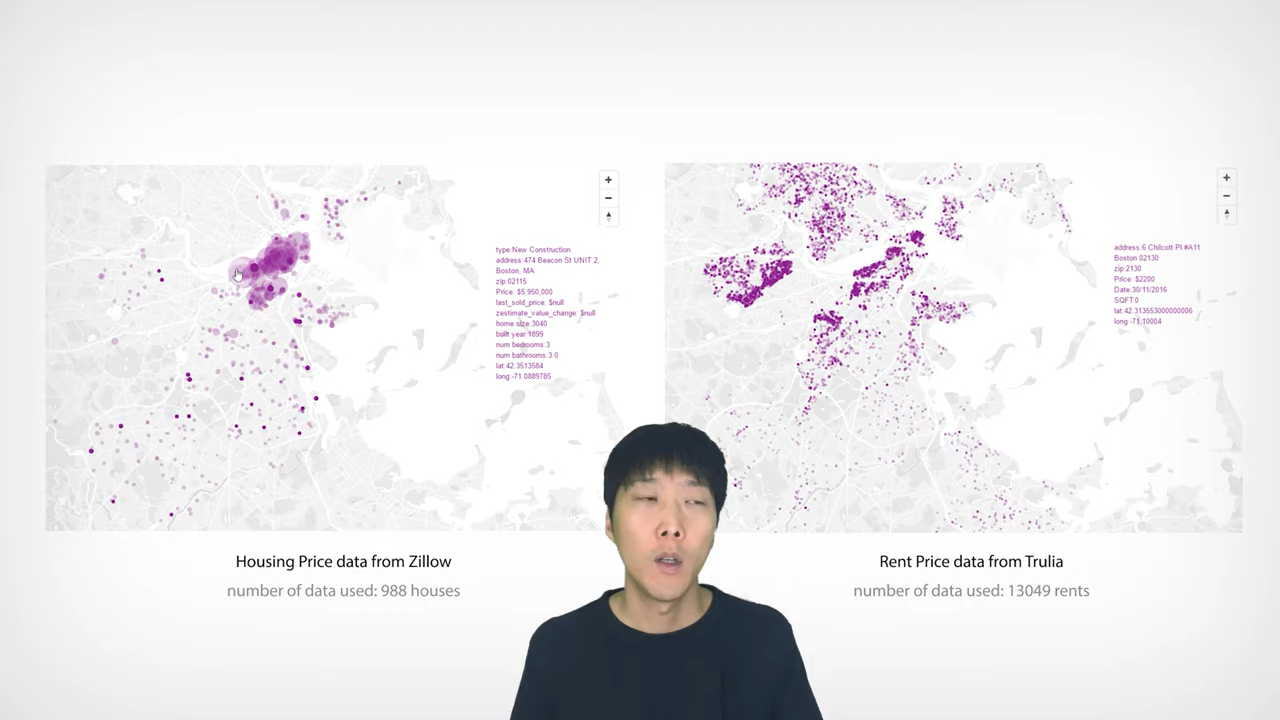 +
−
type New Construction
address:474 Beacon St UNIT 2,
Boston, MA
zip:02115
Price: $5,950,000
last_sold_price: $null
zestimate_value_change: $null
home size:3040
built year:1899
num bedrooms:3
num bathrooms:3.0
lat:42.3513584
long:-71.0889785
+
−
address:6 Chilcott Pl #A11
Boston 02130
zip:2130
Price: $2200
Date:30/11/2016
SQFT:0
lat:42.313553000000006
long:-71.10004
Housing Price data from Zillow
number of data used: 988 houses
Rent Price data from Trulia
number of data used: 13049 rents